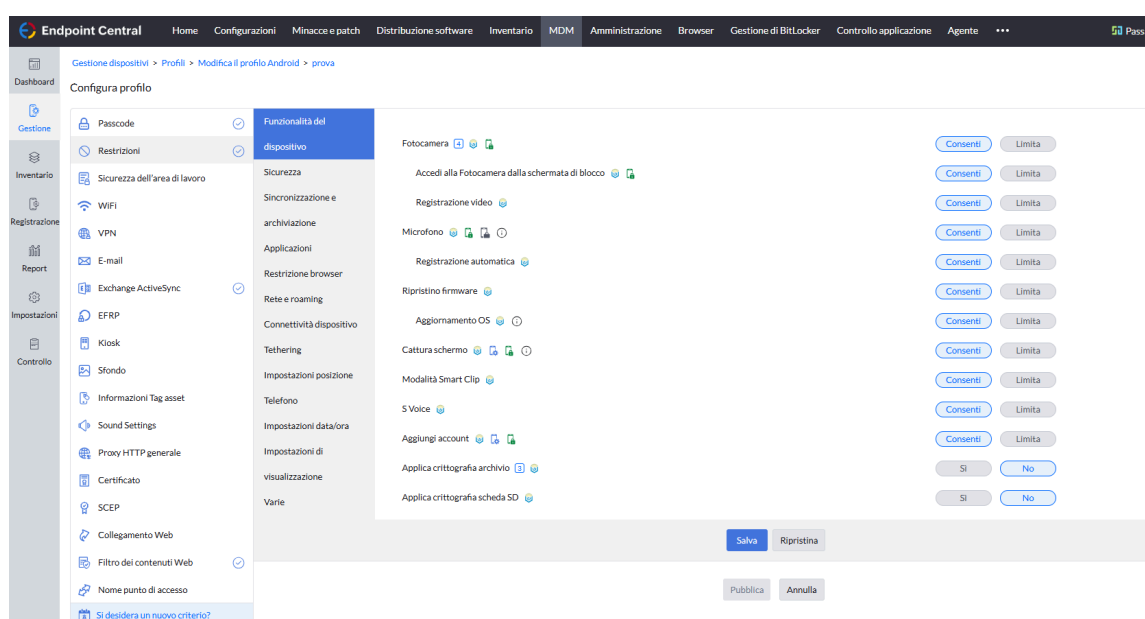 Endpoint Central Home Configurazioni Minacce e patch Distribuzione software Inventario MDM Amministrazione Browser Gestione di BitLocker Controllo applicazione Agente ••• Pass
Dashboard
Gestione
Inventario
Registrazione
Report
Impostazioni
Controllo
Gestione dispositivi > Profili > Modifica il profilo Android > prova
Configura profilo
Passcode
Restrizioni
Sicurezza dell'area di lavoro
WiFi
VPN
E-mail
Exchange ActiveSync
EFRP
Kiosk
Sfondo
Informazioni Tag asset
Sound Settings
Proxy HTTP generale
Certificato
SCEP
Collegamento Web
Filtro dei contenuti Web
Nome punto di accesso
Si desidera un nuovo criterio?
Funzionalità del
dispositivo
Sicurezza
Sincronizzazione e
archiviazione
Applicazioni
Restrizione browser
Rete e roaming
Connettività dispositivo
Tethering
Impostazioni posizione
Telefono
Impostazioni data/ora
Impostazioni di
visualizzazione
Varie
Fotocamera 4 Consenti Limita
Accedi alla Fotocamera dalla schermata di blocco Consenti Limita
Registrazione video Consenti Limita
Microfono Consenti Limita
Registrazione automatica Consenti Limita
Ripristino firmware Consenti Limita
Aggiornamento OS Consenti Limita
Cattura schermo Consenti Limita
Modalità Smart Clip Consenti Limita
S Voice Consenti Limita
Aggiungi account Consenti Limita
Applica crittografia archivio 3 Sì No
Applica crittografia scheda SD Sì No
Salva Ripristina
Pubblica Annulla